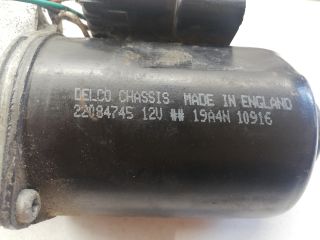 DELCO CHASSIS MADE IN ENGLAND
22084745 12V ## 19A4N 10916